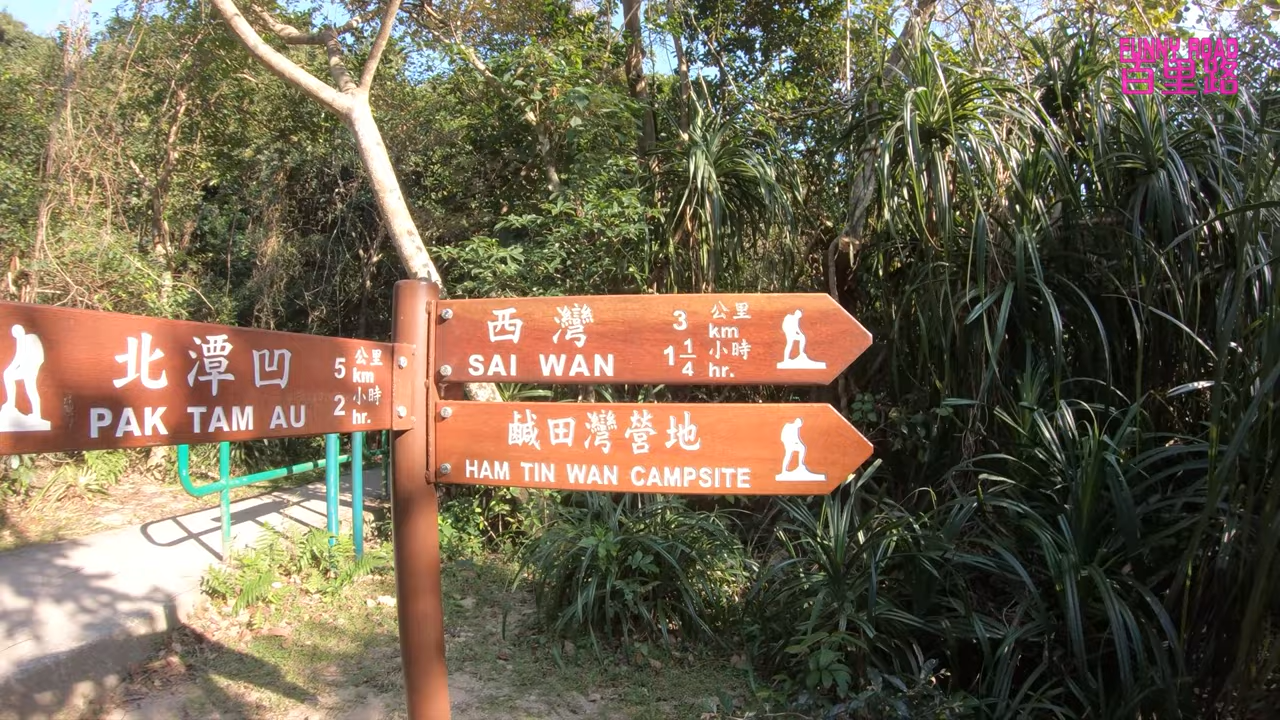 FUNNY ROAD
百里路
北潭凹
PAK TAM AU
5 公里 km
2 小時 hr.
西灣
SAI WAN
3 公里 km
1 1/4 小時 hr.
鹹田灣營地
HAM TIN WAN CAMPSITE